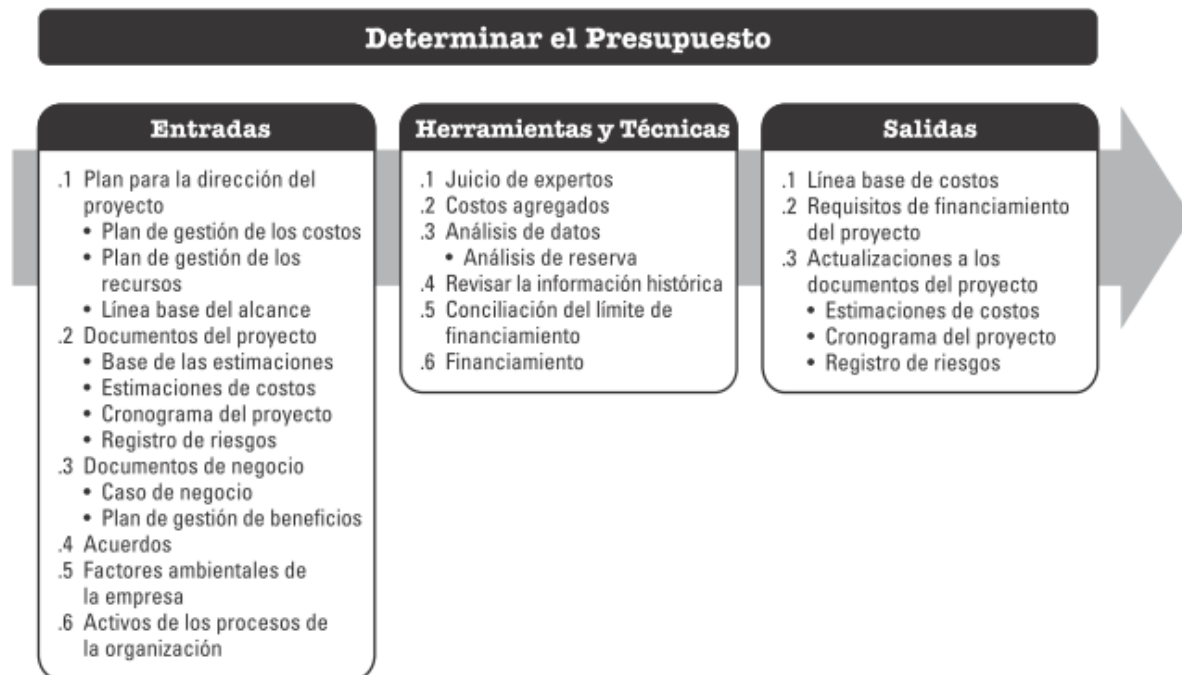 Determinar el Presupuesto
Entradas
.1 Plan para la dirección del
proyecto
• Plan de gestión de los costos
• Plan de gestión de los
recursos
• Línea base del alcance
.2 Documentos del proyecto
• Base de las estimaciones
• Estimaciones de costos
• Cronograma del proyecto
• Registro de riesgos
.3 Documentos de negocio
• Caso de negocio
• Plan de gestión de beneficios
.4 Acuerdos
.5 Factores ambientales de
la empresa
.6 Activos de los procesos de
la organización
Herramientas y Técnicas
.1 Juicio de expertos
.2 Costos agregados
.3 Análisis de datos
• Análisis de reserva
.4 Revisar la información histórica
.5 Conciliación del límite de
financiamiento
.6 Financiamiento
Salidas
.1 Línea base de costos
.2 Requisitos de financiamiento
del proyecto
.3 Actualizaciones a los
documentos del proyecto
• Estimaciones de costos
• Cronograma del proyecto
• Registro de riesgos